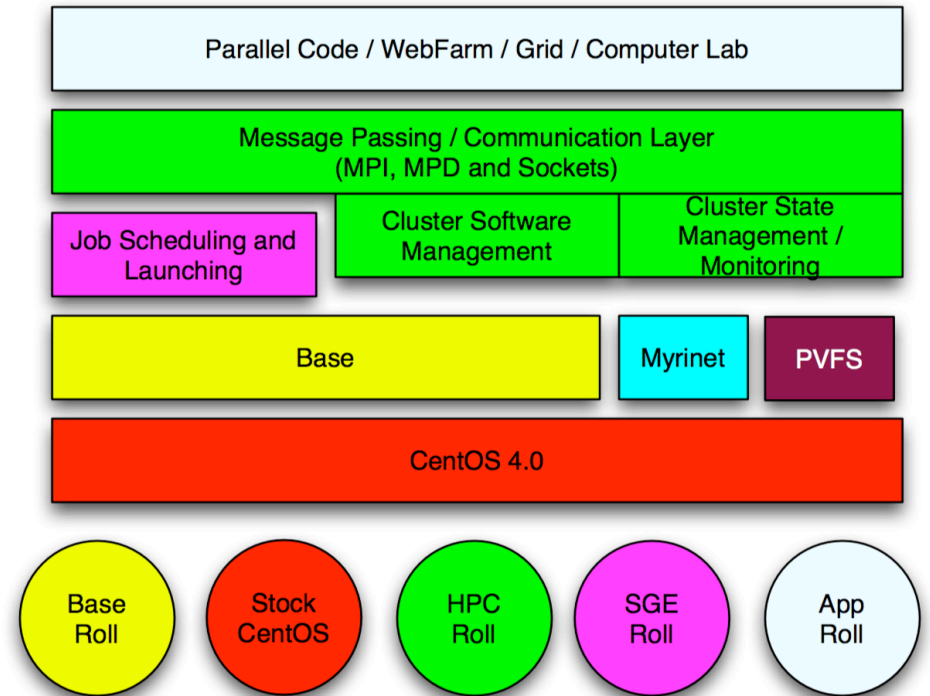 Parallel Code / WebFarm / Grid / Computer Lab
Message Passing / Communication Layer
(MPI, MPD and Sockets)
Job Scheduling and
Launching
Cluster Software
Management
Cluster State
Management /
Monitoring
Base
Myrinet
PVFS
CentOS 4.0
Base
Roll
Stock
CentOS
HPC
Roll
SGE
Roll
App
Roll